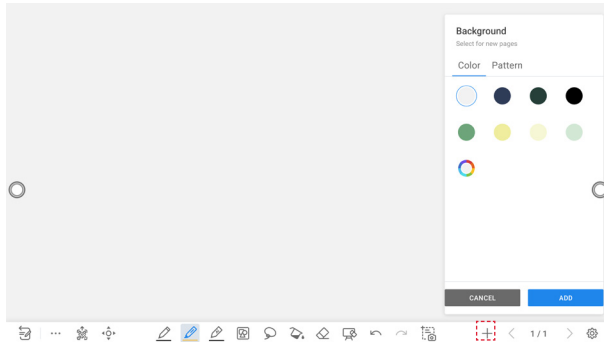 Background
Select for new pages
Color Pattern
CANCEL ADD
1 / 1